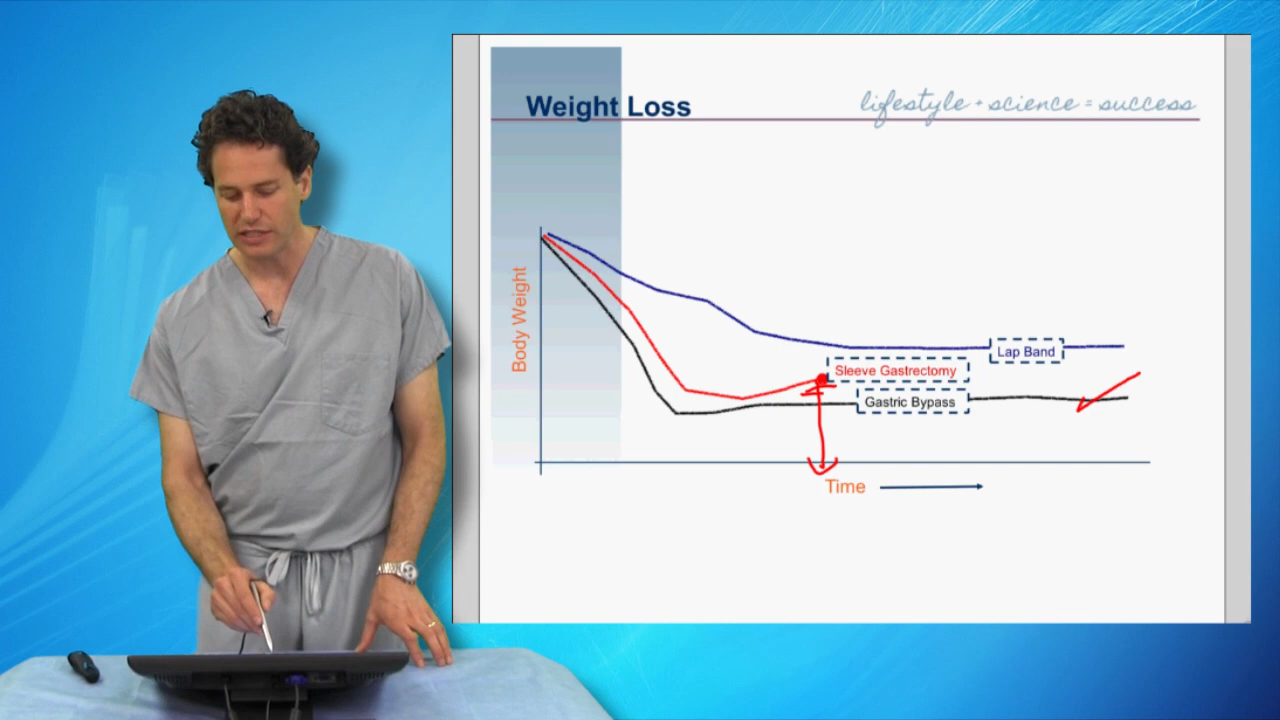 Weight Loss
lifestyle + science = success
Body Weight
Lap Band
Sleeve Gastrectomy
Gastric Bypass
Time